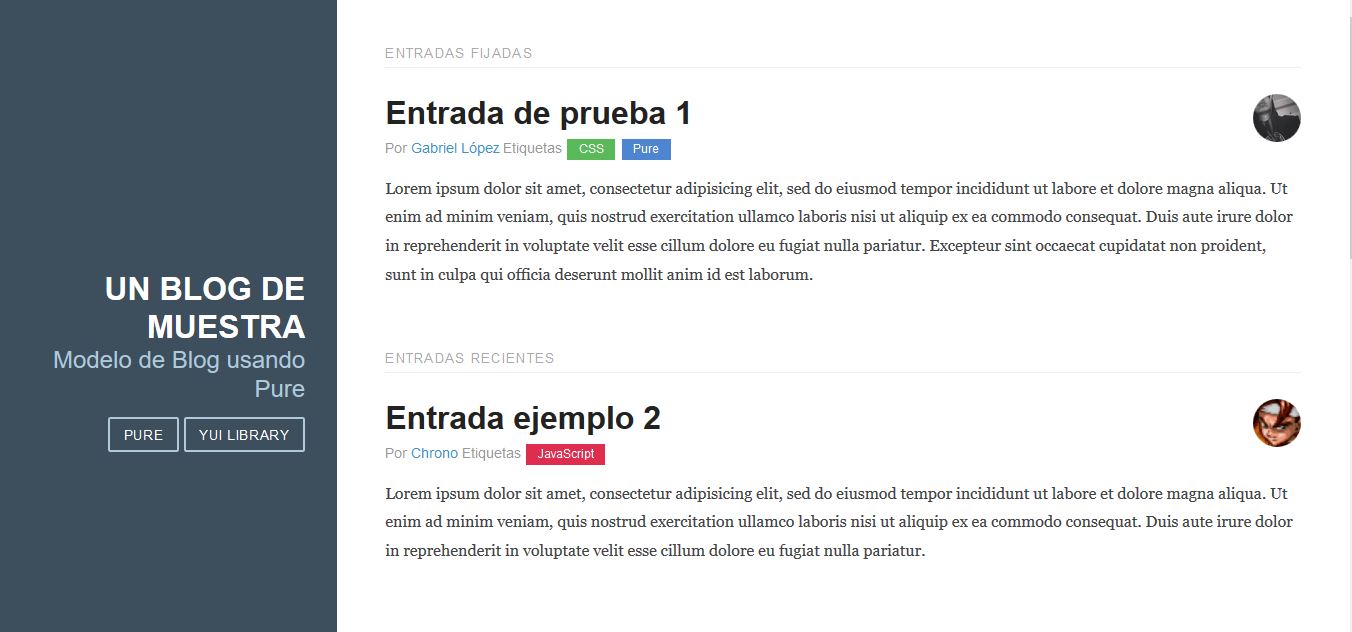 UN BLOG DE
MUESTRA
Modelo de Blog usando
Pure
PURE YUI LIBRARY
ENTRADAS FIJADAS
Entrada de prueba 1
Por Gabriel López Etiquetas CSS Pure
Lorem ipsum dolor sit amet, consectetur adipisicing elit, sed do eiusmod tempor incididunt ut labore et dolore magna aliqua. Ut
enim ad minim veniam, quis nostrud exercitation ullamco laboris nisi ut aliquip ex ea commodo consequat. Duis aute irure dolor
in reprehenderit in voluptate velit esse cillum dolore eu fugiat nulla pariatur. Excepteur sint occaecat cupidatat non proident,
sunt in culpa qui officia deserunt mollit anim id est laborum.
ENTRADAS RECIENTES
Entrada ejemplo 2
Por Chrono Etiquetas JavaScript
Lorem ipsum dolor sit amet, consectetur adipisicing elit, sed do eiusmod tempor incididunt ut labore et dolore magna aliqua. Ut
enim ad minim veniam, quis nostrud exercitation ullamco laboris nisi ut aliquip ex ea commodo consequat. Duis aute irure dolor
in reprehenderit in voluptate velit esse cillum dolore eu fugiat nulla pariatur.